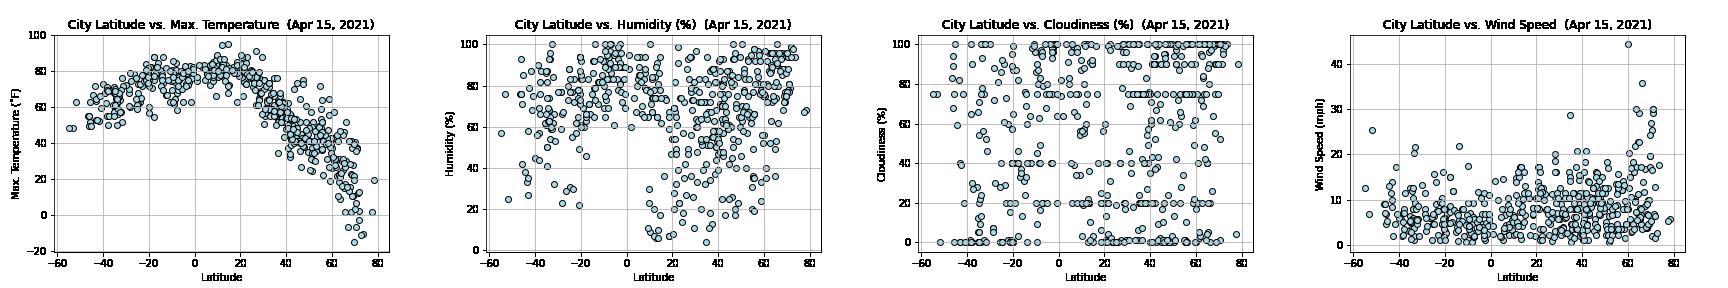 City Latitude vs. Max. Temperature  (Apr 15, 2021)
Max. Temperature (°F)
100
80
60
40
20
0
−20
−60 −40 −20 0 20 40 60 80
Latitude
City Latitude vs. Humidity (%)  (Apr 15, 2021)
Humidity (%)
100
80
60
40
20
0
−60 −40 −20 0 20 40 60 80
Latitude
City Latitude vs. Cloudiness (%)  (Apr 15, 2021)
Cloudiness (%)
100
80
60
40
20
0
−60 −40 −20 0 20 40 60 80
Latitude
City Latitude vs. Wind Speed  (Apr 15, 2021)
Wind Speed (mph)
40
30
20
10
0
−60 −40 −20 0 20 40 60 80
Latitude